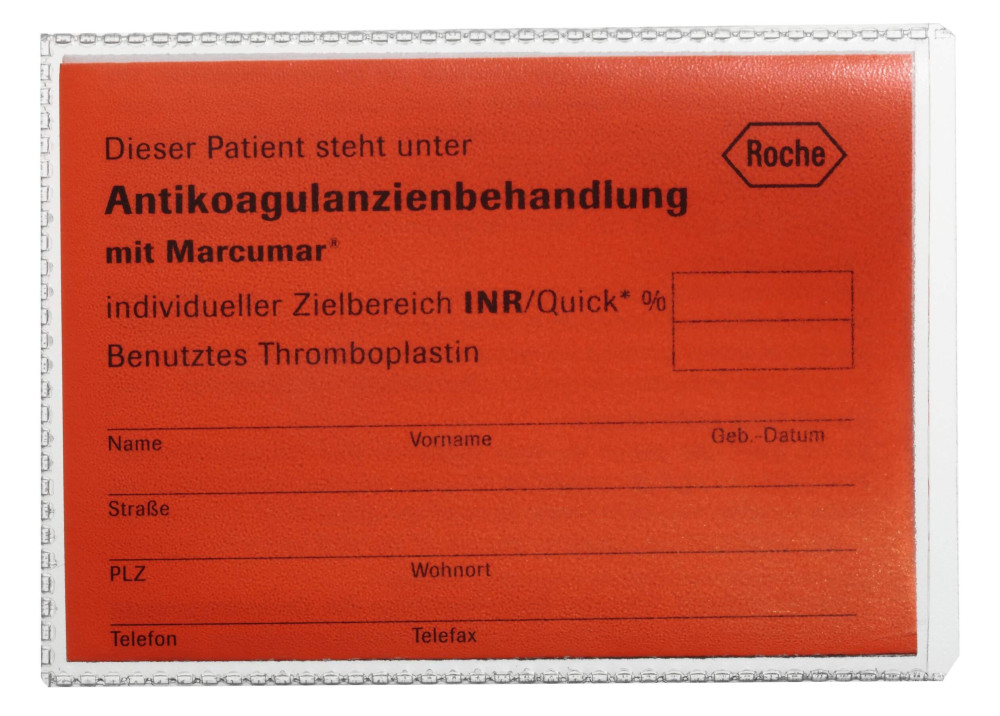 Dieser Patient steht unter
Roche
Antikoagulanzienbehandlung
mit Marcumar®
individueller Zielbereich INR/Quick* %
Benutztes Thromboplastin
Name Vorname Geb.-Datum
Straße
PLZ Wohnort
Telefon Telefax